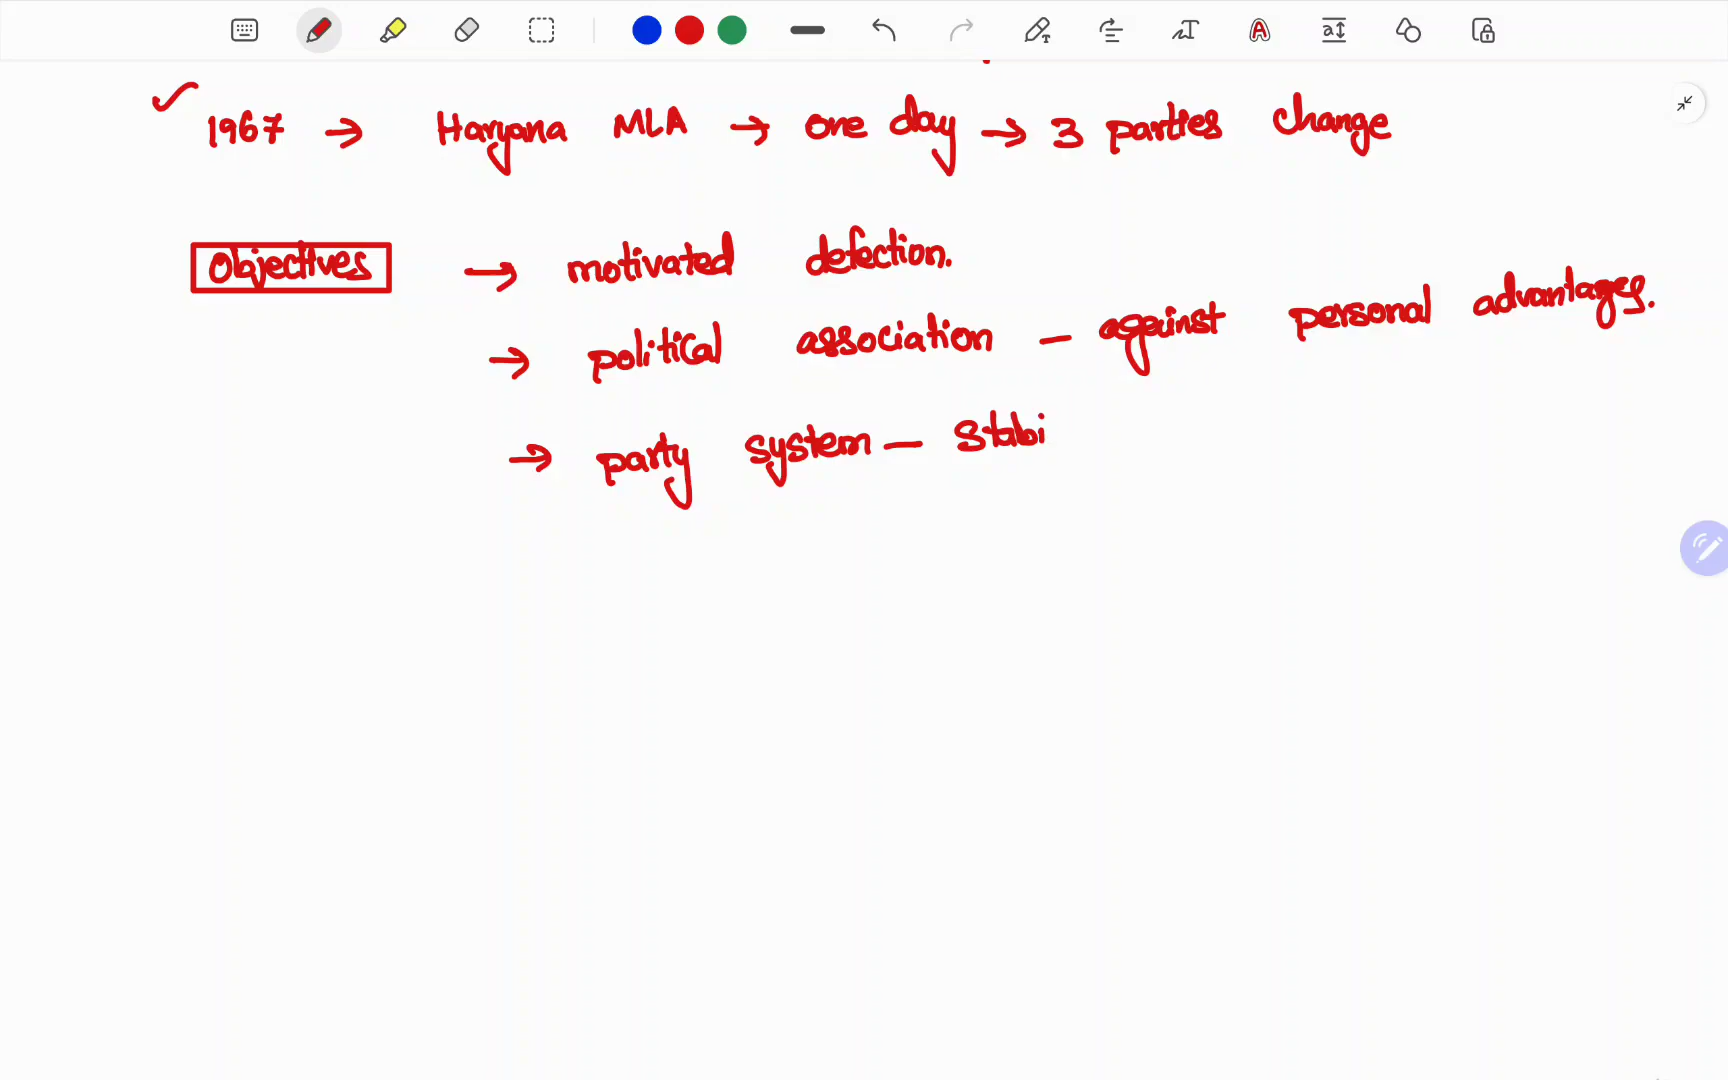 ✓ 1967 → Haryana MLA → one day → 3 parties change
Objectives → motivated defection.
→ political association – against personal advantages.
→ party system – Stabi